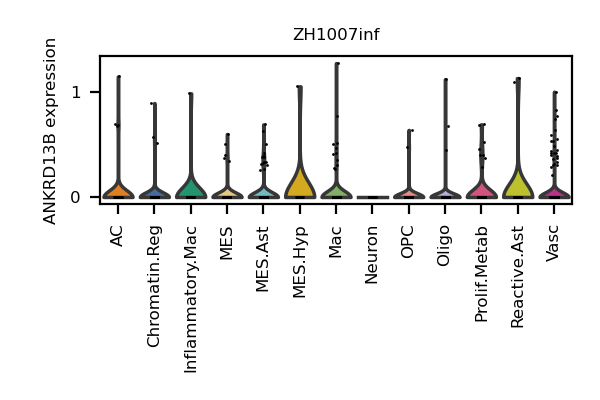 ZH1007inf
ANKRD13B expression
1
0
AC
Chromatin.Reg
Inflammatory.Mac
MES
MES.Ast
MES.Hyp
Mac
Neuron
OPC
Oligo
Prolif.Metab
Reactive.Ast
Vasc